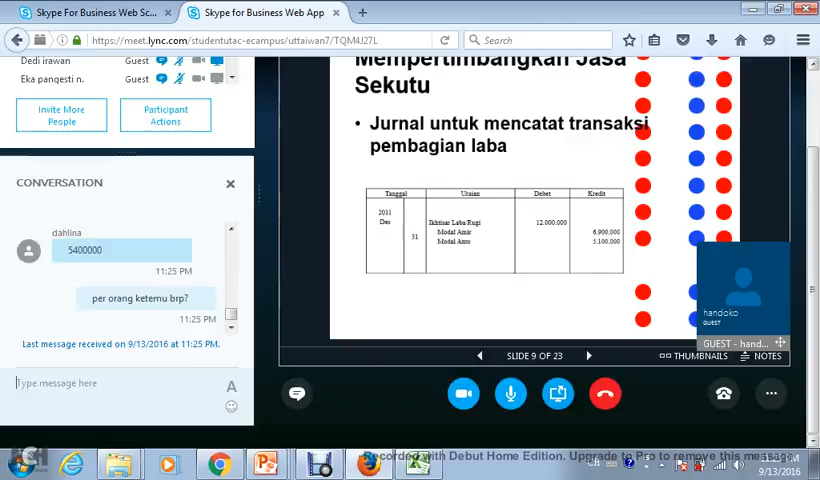 Skype For Business Web Sc...
Skype for Business Web App
https://meet.lync.com/studentutac-ecampus/uttaiwan7/TQM4J27L
Search
Dedi irawan
Guest
Eka pangesti n.
Guest
Invite More
People
Participant
Actions
CONVERSATION
dahlina
5400000
11:25 PM
per orang ketemu brp?
11:25 PM
Last message received on 9/13/2016 at 11:25 PM.
Type message here
A
Mempertimbangkan Jasa
Sekutu
• Jurnal untuk mencatat transaksi
pembagian laba
Tanggal Uraian Debet Kredit
2011
Des
31
Ikhtisar Laba/Rugi 12.000.000
Modal Amir 6.900.000
Modal Anto 5.100.000
handoko
GUEST
GUEST - hand...
SLIDE 9 OF 23
THUMBNAILS
NOTES
Recorded with Debut Home Edition. Upgrade to Pro to remove this message.
CH
9/13/2016